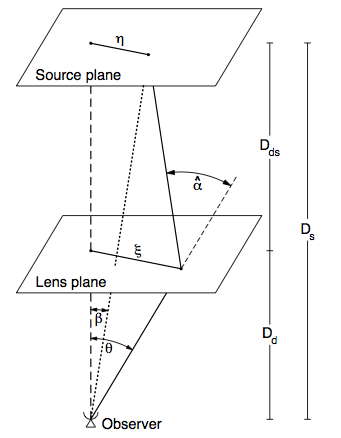 η
Source plane
D_ds
α̂
D_s
ξ
Lens plane
D_d
β
θ
Observer